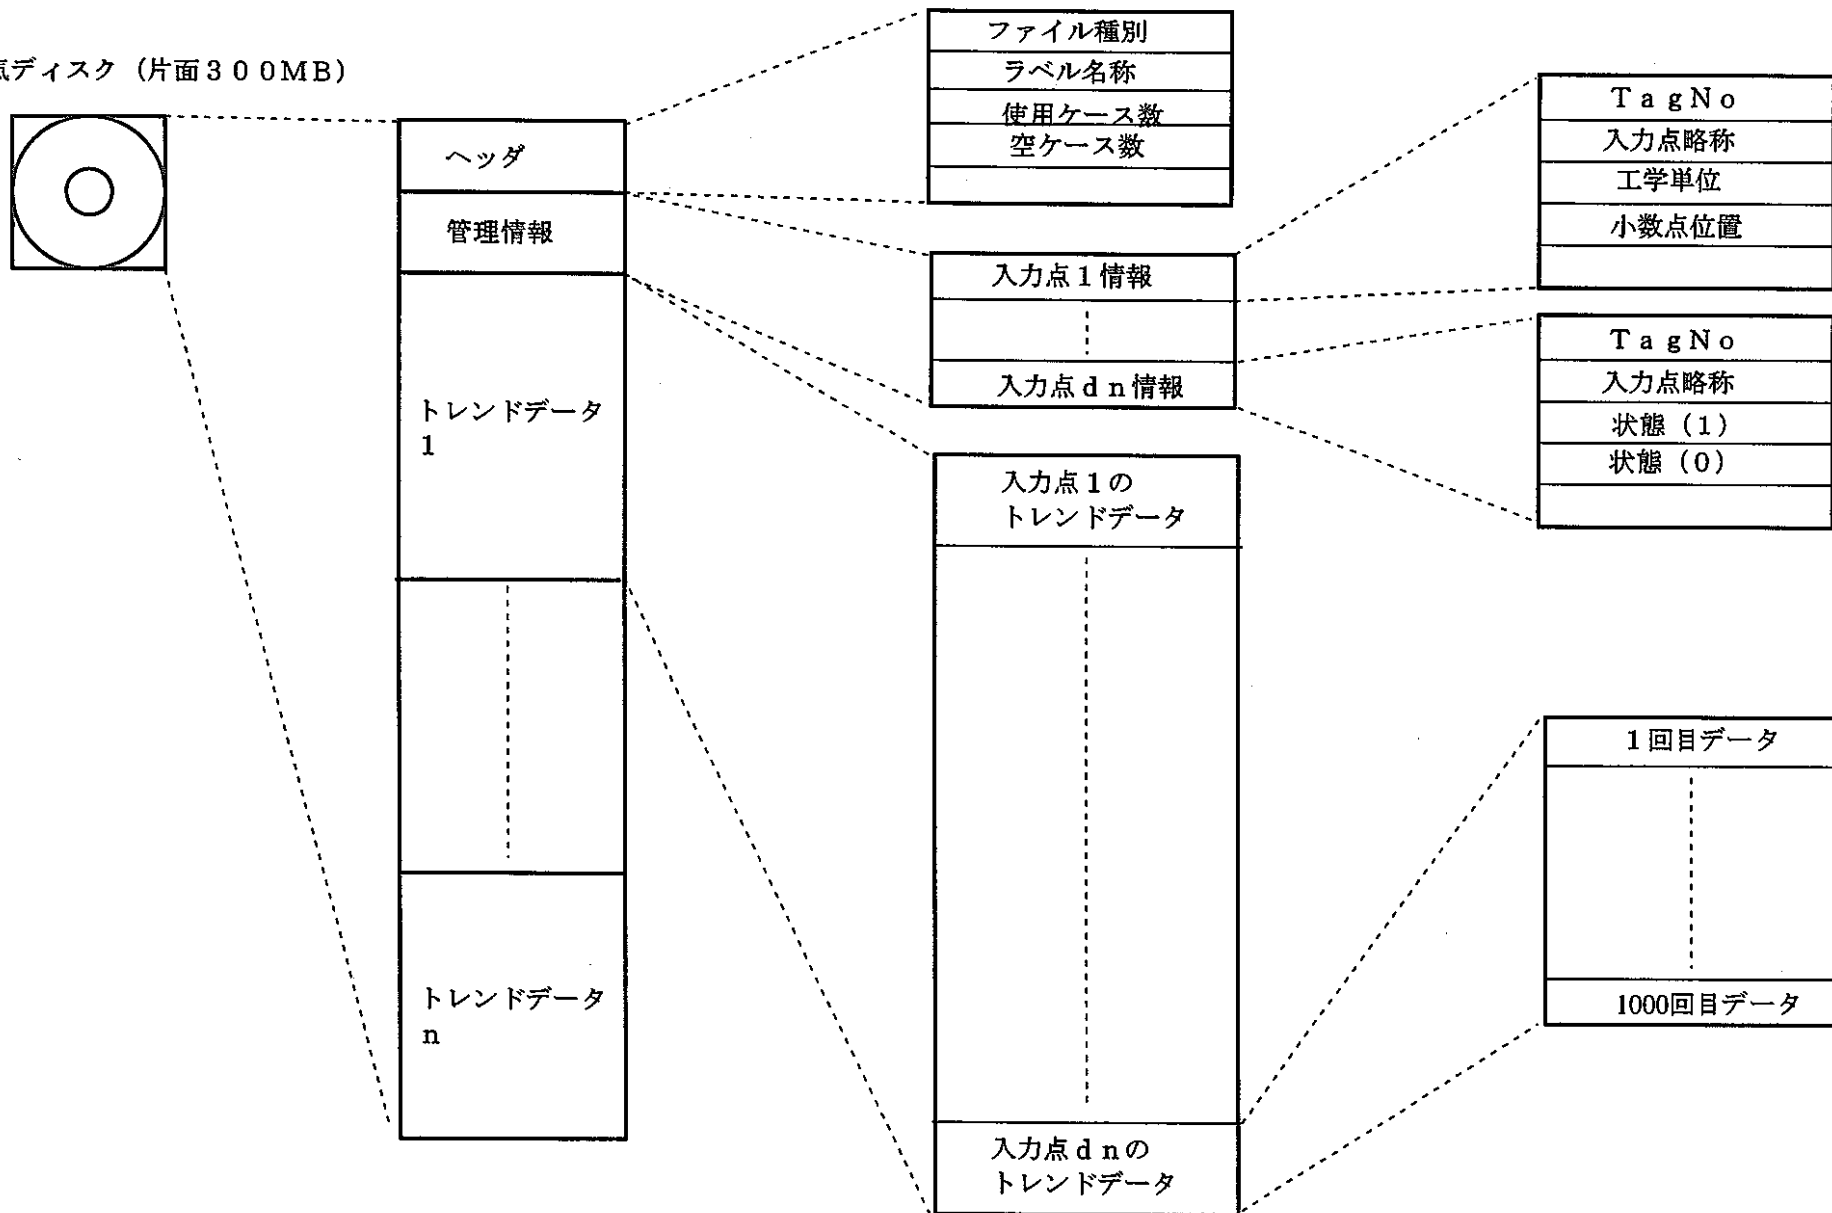 ディスク（片面３００MB）
ヘッダ
管理情報
トレンドデータ
1
トレンドデータ
n
ファイル種別
ラベル名称
使用ケース数
空ケース数
入力点１情報
入力点ｄｎ情報
入力点１の
トレンドデータ
入力点ｄｎの
トレンドデータ
ＴａｇＮｏ
入力点略称
工学単位
小数点位置
ＴａｇＮｏ
入力点略称
状態（１）
状態（０）
１回目データ
1000回目データ